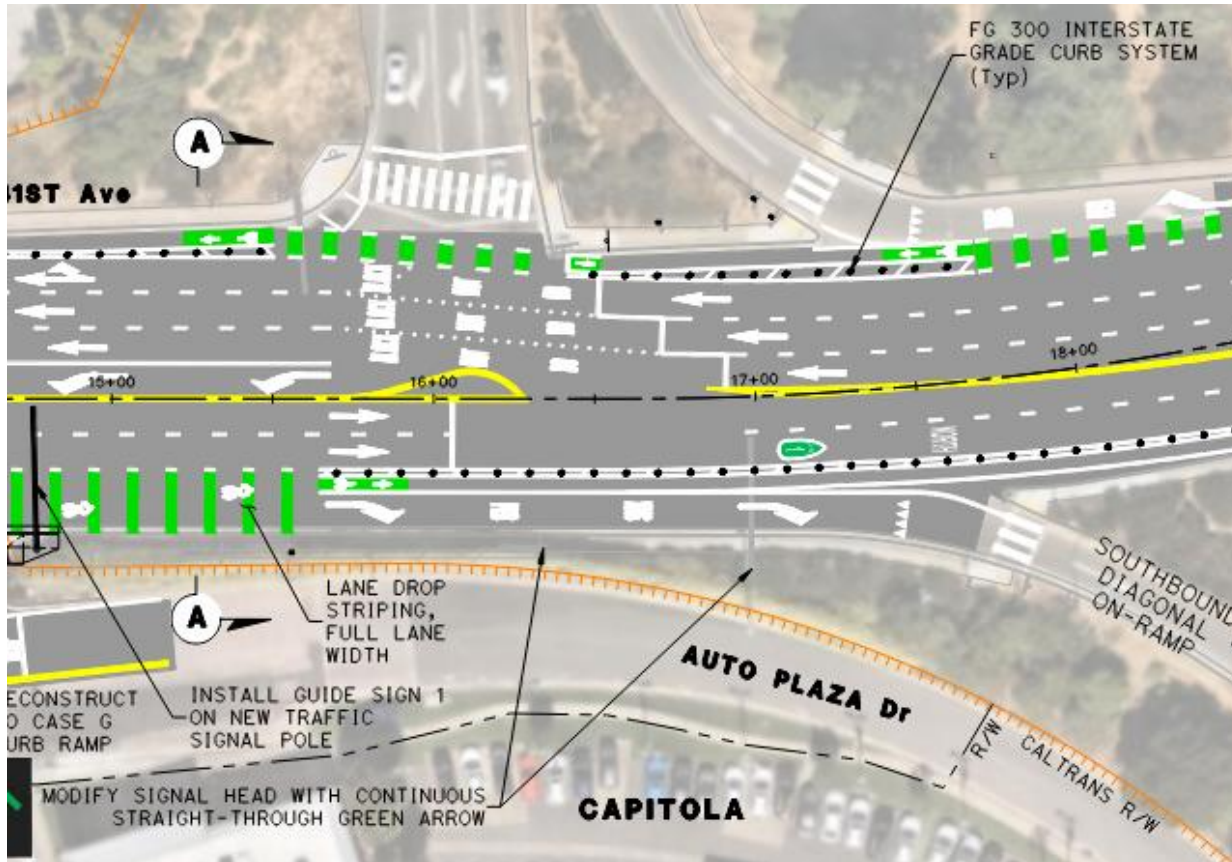 FG 300 INTERSTATE
GRADE CURB SYSTEM
(Typ)
A
41ST Ave
15+00
16+00
17+00
18+00
LANE DROP
STRIPING,
FULL LANE
WIDTH
A
SOUTHBOUND
DIAGONAL
ON-RAMP
AUTO PLAZA Dr
ECONSTRUCT
O CASE G
URB RAMP
INSTALL GUIDE SIGN 1
ON NEW TRAFFIC
SIGNAL POLE
R/W
CALTRANS R/W
MODIFY SIGNAL HEAD WITH CONTINUOUS
STRAIGHT-THROUGH GREEN ARROW
CAPITOLA